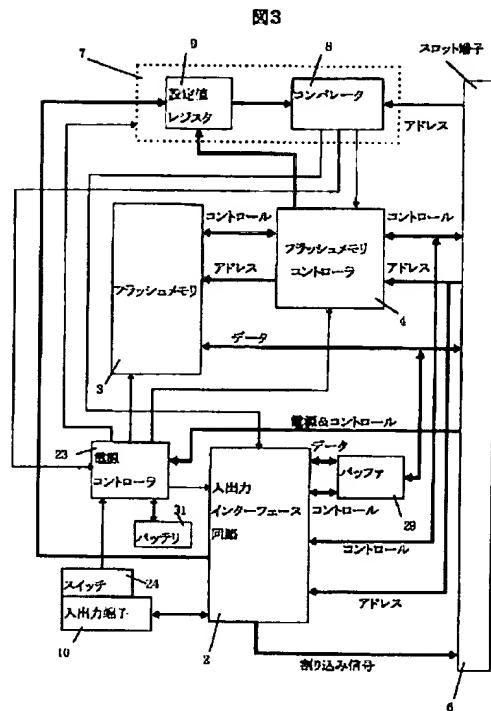 図3
スロット端子
7
9
8
設定値
レジスタ
コンパレータ
アドレス
コントロール
コントロール
フラッシュメモリ
コントローラ
フラッシュメモリ
アドレス
アドレス
4
データ
3
電源&コントロール
23
電源
コントローラ
データ
入出力
インターフェース
回路
バッファ
31
バッテリ
コントロール
29
コントロール
スイッチ
24
入出力端子
アドレス
10
2
割り込み信号
6